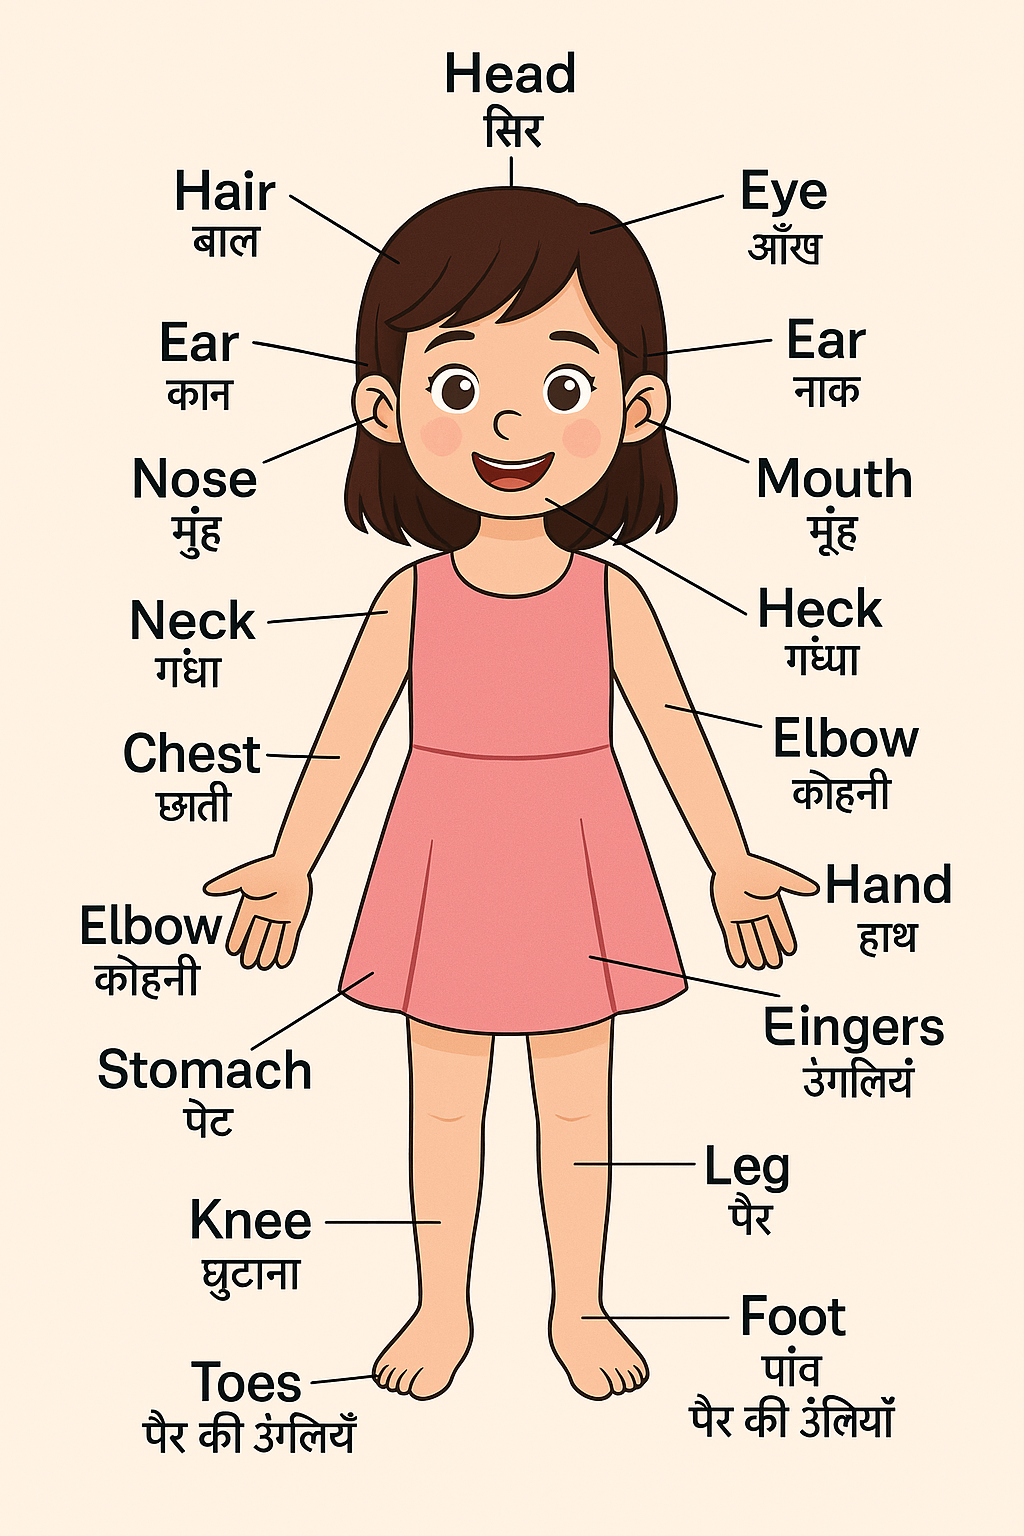 Head
सिर
Hair
बाल
Eye
आँख
Ear
कान
Ear
नाक
Nose
मुंह
Mouth
मूंह
Neck
गंधा
Heck
गंध्पा
Chest
छाती
Elbow
कोहनी
Elbow
कोहनी
Hand
हाथ
Stomach
पेट
Eingers
उंगलियं
Leg
पैर
Knee
घुटाना
Foot
पांव
पैर की उंलियाँ
Toes
पैर की उंगलियँ